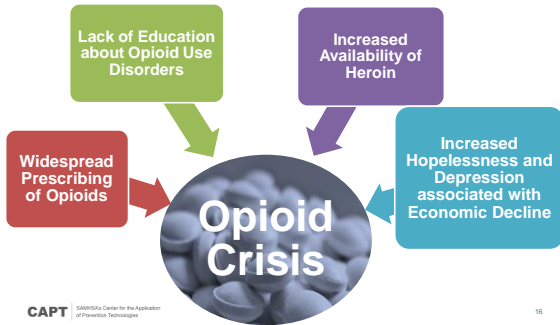 Lack of Education
about Opioid Use
Disorders
Increased
Availability of
Heroin
Widespread
Prescribing
of Opioids
Increased
Hopelessness and
Depression
associated with
Economic Decline
Opioid
Crisis
CAPT
SAMHSA's Center for the Application
of Prevention Technologies
16